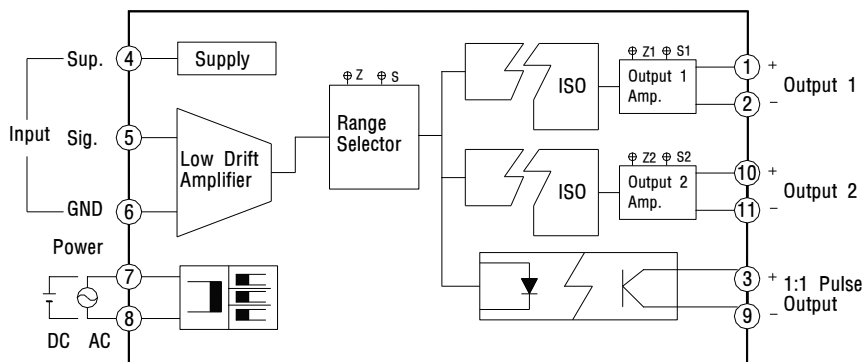 Input
Sup.
4
Supply
Sig.
5
GND
6
Low Drift
Amplifier
Z S
Range
Selector
ISO
Z1 S1
Output 1
Amp.
1 +
2 −
Output 1
ISO
Z2 S2
Output 2
Amp.
10 +
11 −
Output 2
Power
7
8
DC AC
3 +
9 −
1:1 Pulse
Output